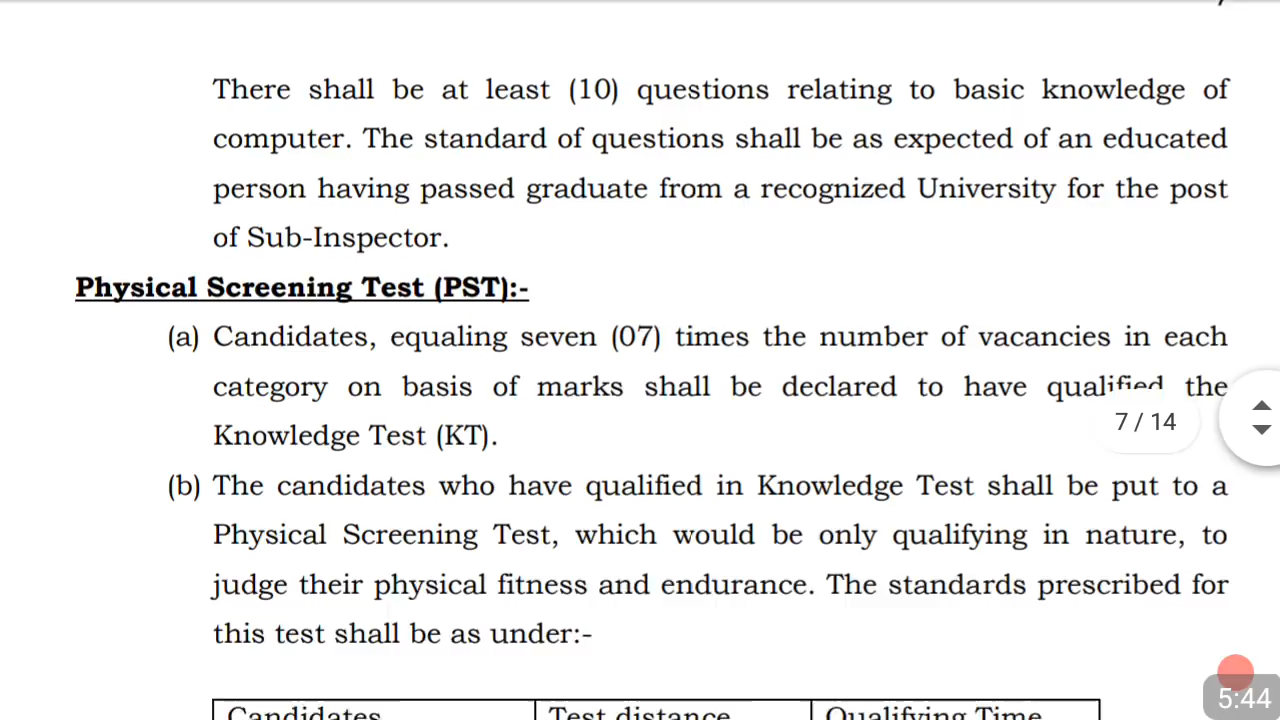 There shall be at least (10) questions relating to basic knowledge of
computer. The standard of questions shall be as expected of an educated
person having passed graduate from a recognized University for the post
of Sub-Inspector.
Physical Screening Test (PST):-
(a) Candidates, equaling seven (07) times the number of vacancies in each
category on basis of marks shall be declared to have qualified the
Knowledge Test (KT).
7 / 14
(b) The candidates who have qualified in Knowledge Test shall be put to a
Physical Screening Test, which would be only qualifying in nature, to
judge their physical fitness and endurance. The standards prescribed for
this test shall be as under:-
5:44
Candidates Test distance Qualifying Time